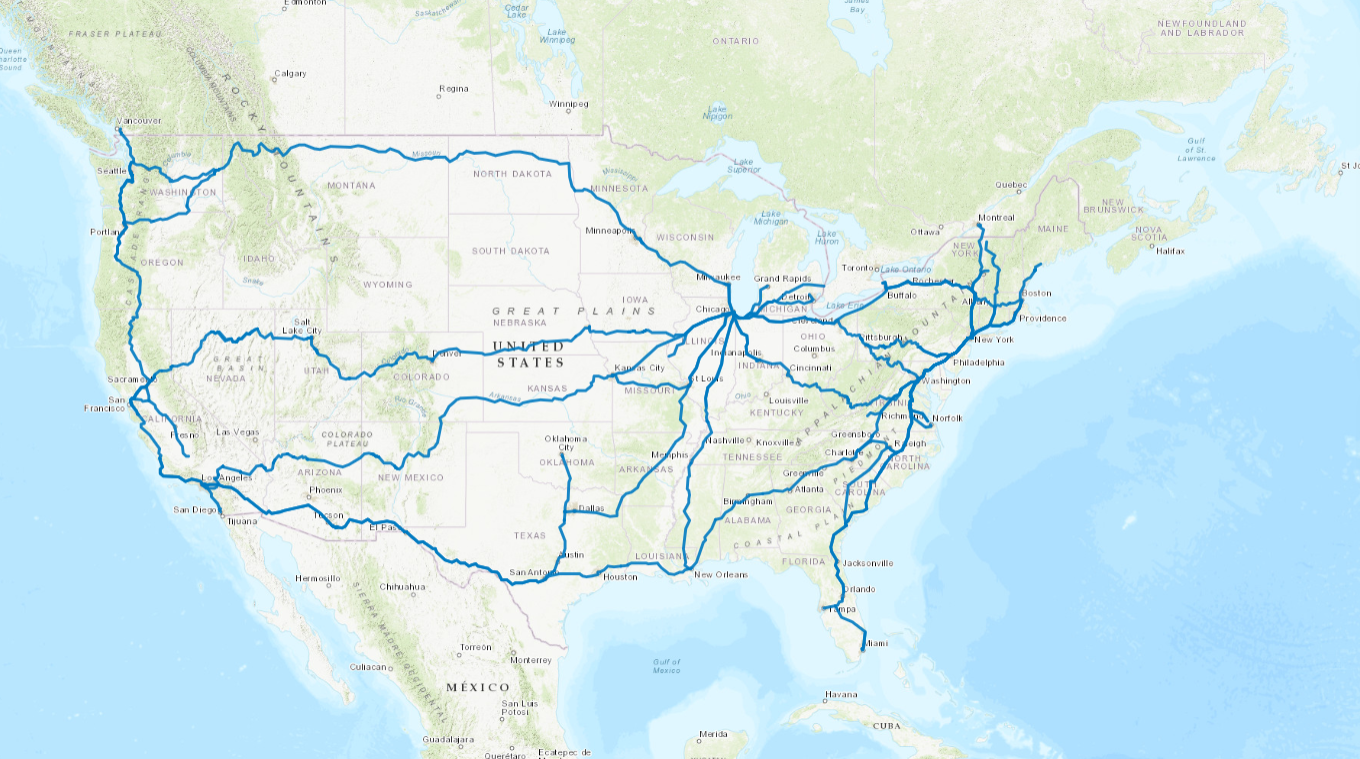 Edmonton
Cedar
Lake
Lake
Winnipeg
James
Bay
NEWFOUNDLAND
AND LABRADOR
FRASER PLATEAU
ONTARIO
Queen
Charlotte
Sound
Calgary
Regina
Winnipeg
ROCKY MOUNTAINS
Lake
Nipigon
Vancouver
Gulf
of St.
Lawrence
Seattle
WASHINGTON
MONTANA
NORTH DAKOTA
MINNESOTA
Lake
Superior
Quebec
St Jo
NEW
BRUNSWICK
Montreal
MAINE
NOVA
SCOTIA
Halifax
Ottawa
Lake
Michigan
Lake
Huron
NEW
YORK
Portlan
Minneapolis
WISCONSIN
OREGON
IDAHO
Snake
SOUTH DAKOTA
WYOMING
Toronto
Lake Ontario
Milwaukee
Grand Rapids
Detroit
Buffalo
Boston
Providence
IOWA
GREAT PLAINS
NEBRASKA
Chicago
MICHIGAN
Salt
Lake City
UNITED
STATES
ILLINOIS
OHIO
Pittsburgh
New York
Philadelphia
Indianapolis
Columbus
GREAT
BASIN
NEVADA
UTAH
COLORADO
Kansas City
INDIANA
Cincinnati
APPALACHIAN MOUNTAINS
Washington
Sacramento
San
Francisco
CALIFORNIA
KANSAS
Arkansas
MISSOURI
St Louis
Ohio
Louisville
KENTUCKY
Richmond
Norfolk
Rio Grande
Fresno
Las Vegas
COLORADO
PLATEAU
Oklahoma
City
OKLAHOMA
Nashville
Knoxville
TENNESSEE
Greensboro
Raleigh
Charlotte
NORTH
CAROLINA
PIEDMONT
Memphis
ARKANSAS
Los Angeles
ARIZONA
NEW MEXICO
Phoenix
Greenville
Atlanta
SOUTH
CAROLINA
San Diego
Tijuana
Tucson
El Paso
Dallas
Birmingham
ALABAMA
GEORGIA
COASTAL PLAIN
TEXAS
Austin
LOUISIANA
San Antonio
Houston
New Orleans
FLORIDA
Jacksonville
Hermosillo
Chihuahua
SIERRA MADRE OCCIDENTAL
Orlando
Tampa
Miami
Torreón
Monterrey
Culiacan
Gulf of
Mexico
MÉXICO
San Luis
Potosi
Havana
CUBA
Merida
Guadalajara
Querétaro
Ecatepec de